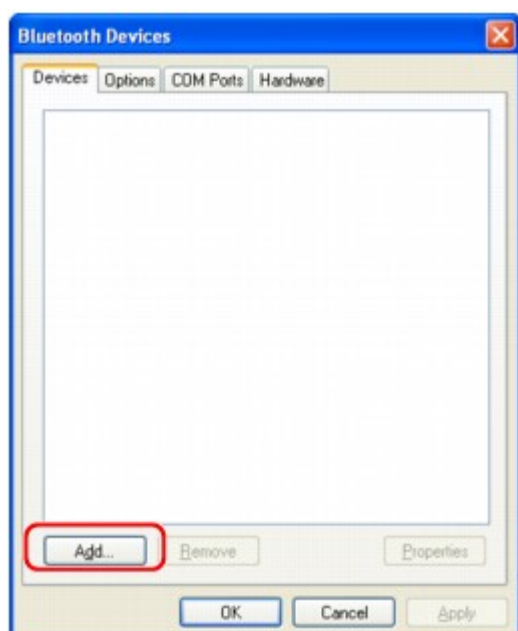 Bluetooth Devices
Devices Options COM Ports Hardware
Add... Remove Properties
OK Cancel Apply